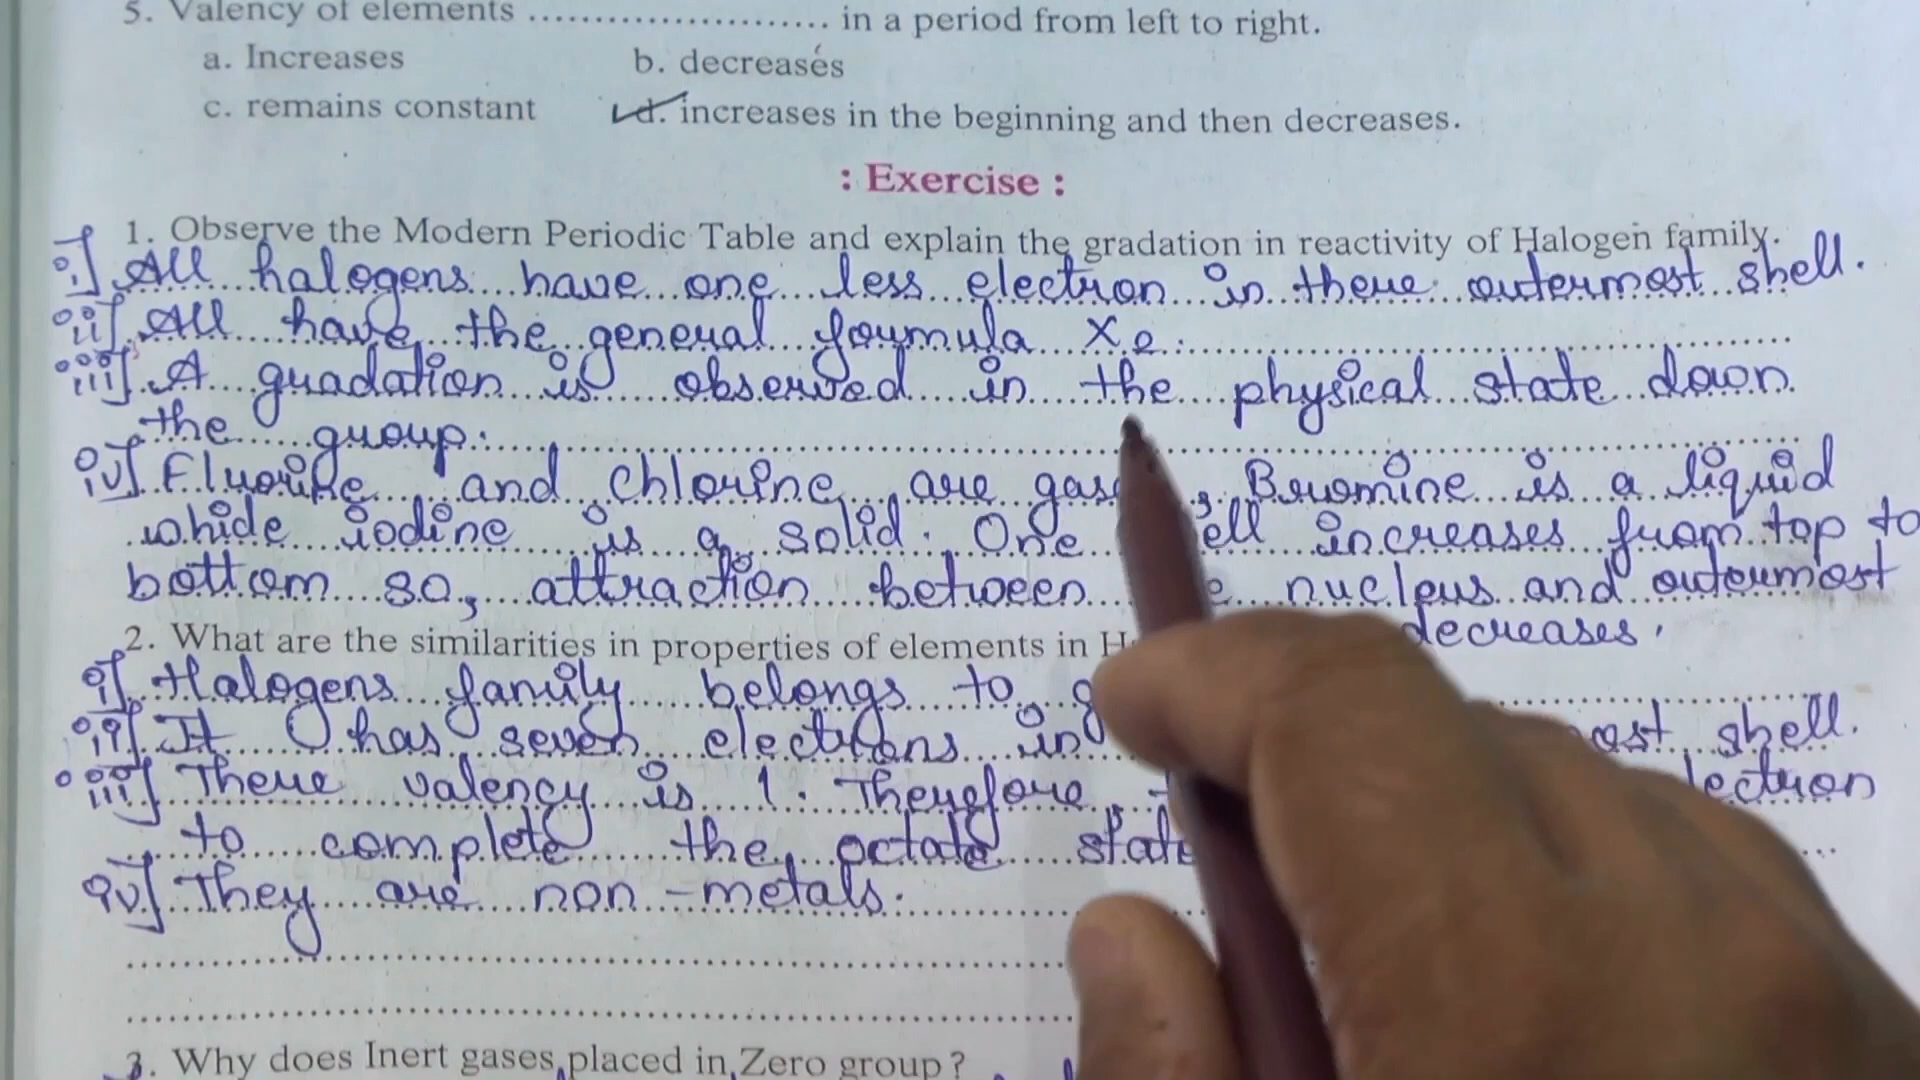 5. Valency of elements ........................ in a period from left to right.
a. Increases b. decreases
c. remains constant d. increases in the beginning and then decreases.
: Exercise :
1. Observe the Modern Periodic Table and explain the gradation in reactivity of Halogen family.
i] All halogens have one less electron in there outermost shell.
ii] All have the general formula X2.
iii] A gradation is observed in the physical state down
the group.
iv] Fluorine and chlorine are gas , Bromine is a liquid
whide iodine is a solid. One ell increases from top to
bottom so, attraction between e nucleus and outermost
decreases.
2. What are the similarities in properties of elements in H
i] Halogens family belongs to g
ii] It has seven electrons in ost shell.
iii] There valency is 1. Therefore, lectron
to complete the octate state
iv] They are non-metals.
3. Why does Inert gases placed in Zero group?